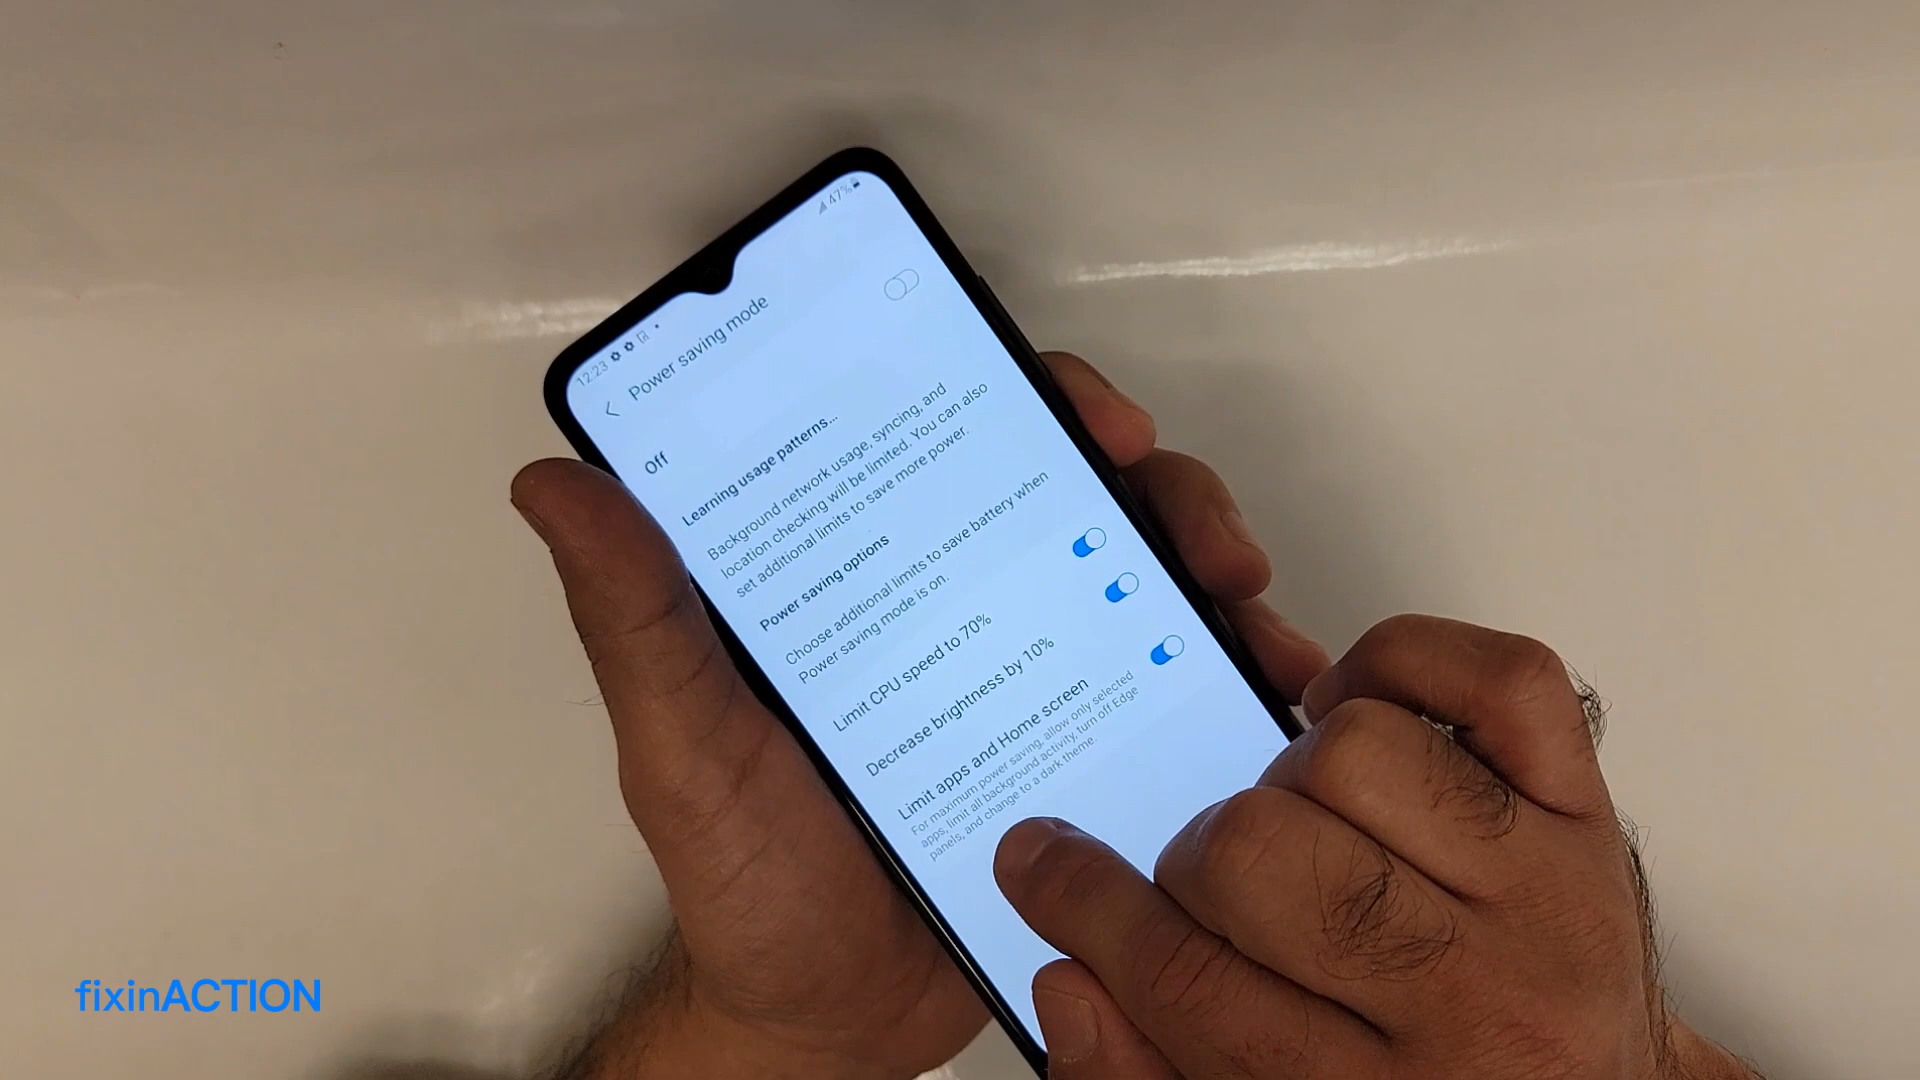 12:23
47%
Power saving mode
Off
Learning usage patterns...
Background network usage, syncing, and
location checking will be limited. You can also
set additional limits to save more power.
Power saving options
Choose additional limits to save battery when
Power saving mode is on.
Limit CPU speed to 70%
Decrease brightness by 10%
Limit apps and Home screen
For maximum power saving, allow only selected
apps, limit all background activity, turn off Edge
panels, and change to a dark theme.
fixinACTION